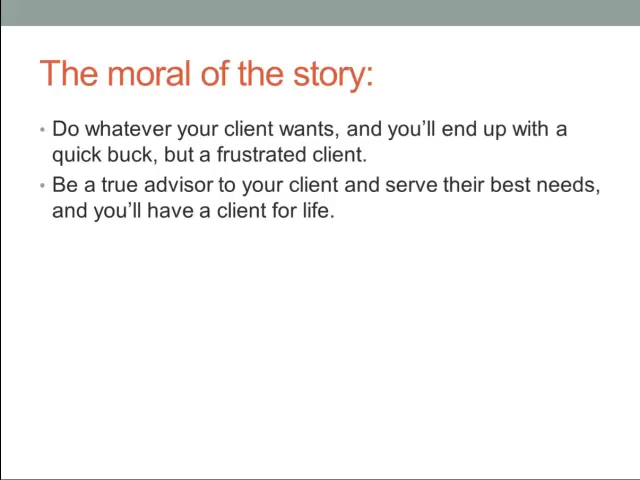 The moral of the story:
• Do whatever your client wants, and you’ll end up with a
quick buck, but a frustrated client.
• Be a true advisor to your client and serve their best needs,
and you’ll have a client for life.